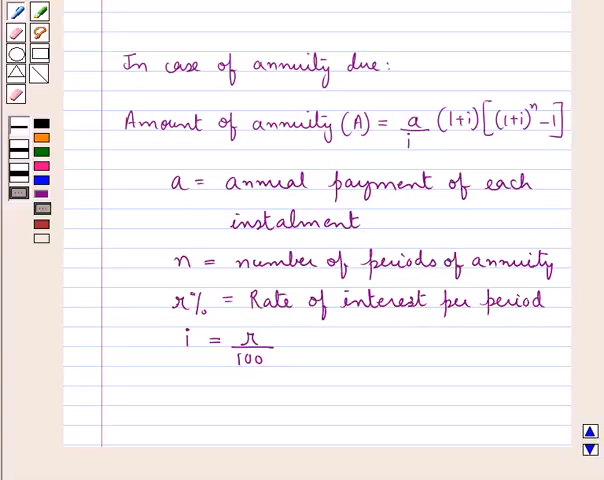 In case of annuity due:
Amount of annuity (A) = a/i (1+i) [(1+i)^n - 1]
a = annual payment of each
instalment
n = number of periods of annuity
r% = Rate of interest per period
i = r/100